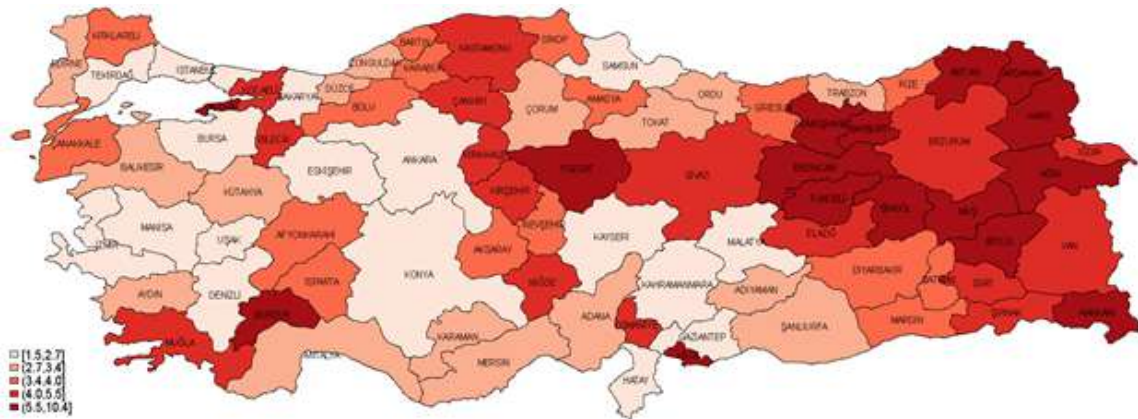 KIRKLARELİ
EDİRNE
TEKİRDAĞ
İSTANBUL
KOCAELİ
SAKARYA
DÜZCE
ZONGULDAK
BARTIN
KARABÜK
KASTAMONU
SİNOP
SAMSUN
BOLU
ÇANKIRI
ÇORUM
AMASYA
TOKAT
ORDU
GİRESUN
TRABZON
RİZE
ARTVİN
ARDAHAN
KARS
ERZURUM
IĞDIR
AĞRI
ÇANAKKALE
BALIKESİR
BURSA
BİLECİK
ESKİŞEHİR
ANKARA
KÜTAHYA
KIRIKKALE
KIRŞEHİR
YOZGAT
SİVAS
ERZİNCAN
TUNCELİ
BİNGÖL
MUŞ
BİTLİS
VAN
MANİSA
İZMİR
UŞAK
AFYONKARAHİ
KONYA
AKSARAY
NEVŞEHİR
KAYSERİ
MALATYA
ELAZIĞ
DİYARBAKIR
BATMAN
SİİRT
ŞIRNAK
HAKKARİ
AYDIN
DENİZLİ
ISPARTA
BURDUR
NİĞDE
KAHRAMANMARA
ADIYAMAN
MARDİN
MUĞLA
ANTALYA
KARAMAN
MERSİN
ADANA
OSMANİYE
GAZİANTEP
ŞANLIURFA
HATAY
[1.5,2.7]
(2.7,3.4]
(3.4,4.0]
(4.0,5.5]
(5.5,10.4]